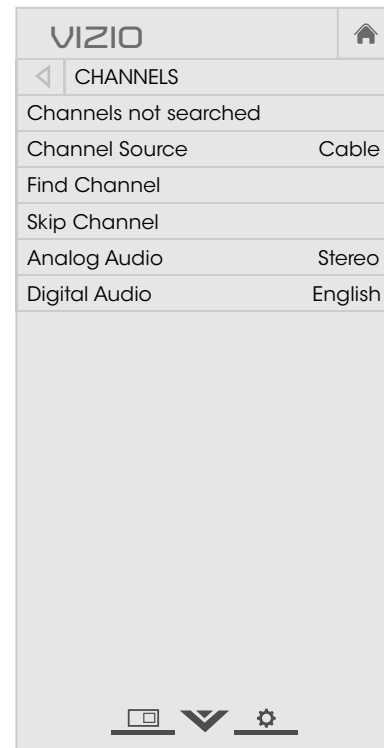 VIZIO
CHANNELS
Channels not searched
Channel Source Cable
Find Channel
Skip Channel
Analog Audio Stereo
Digital Audio English